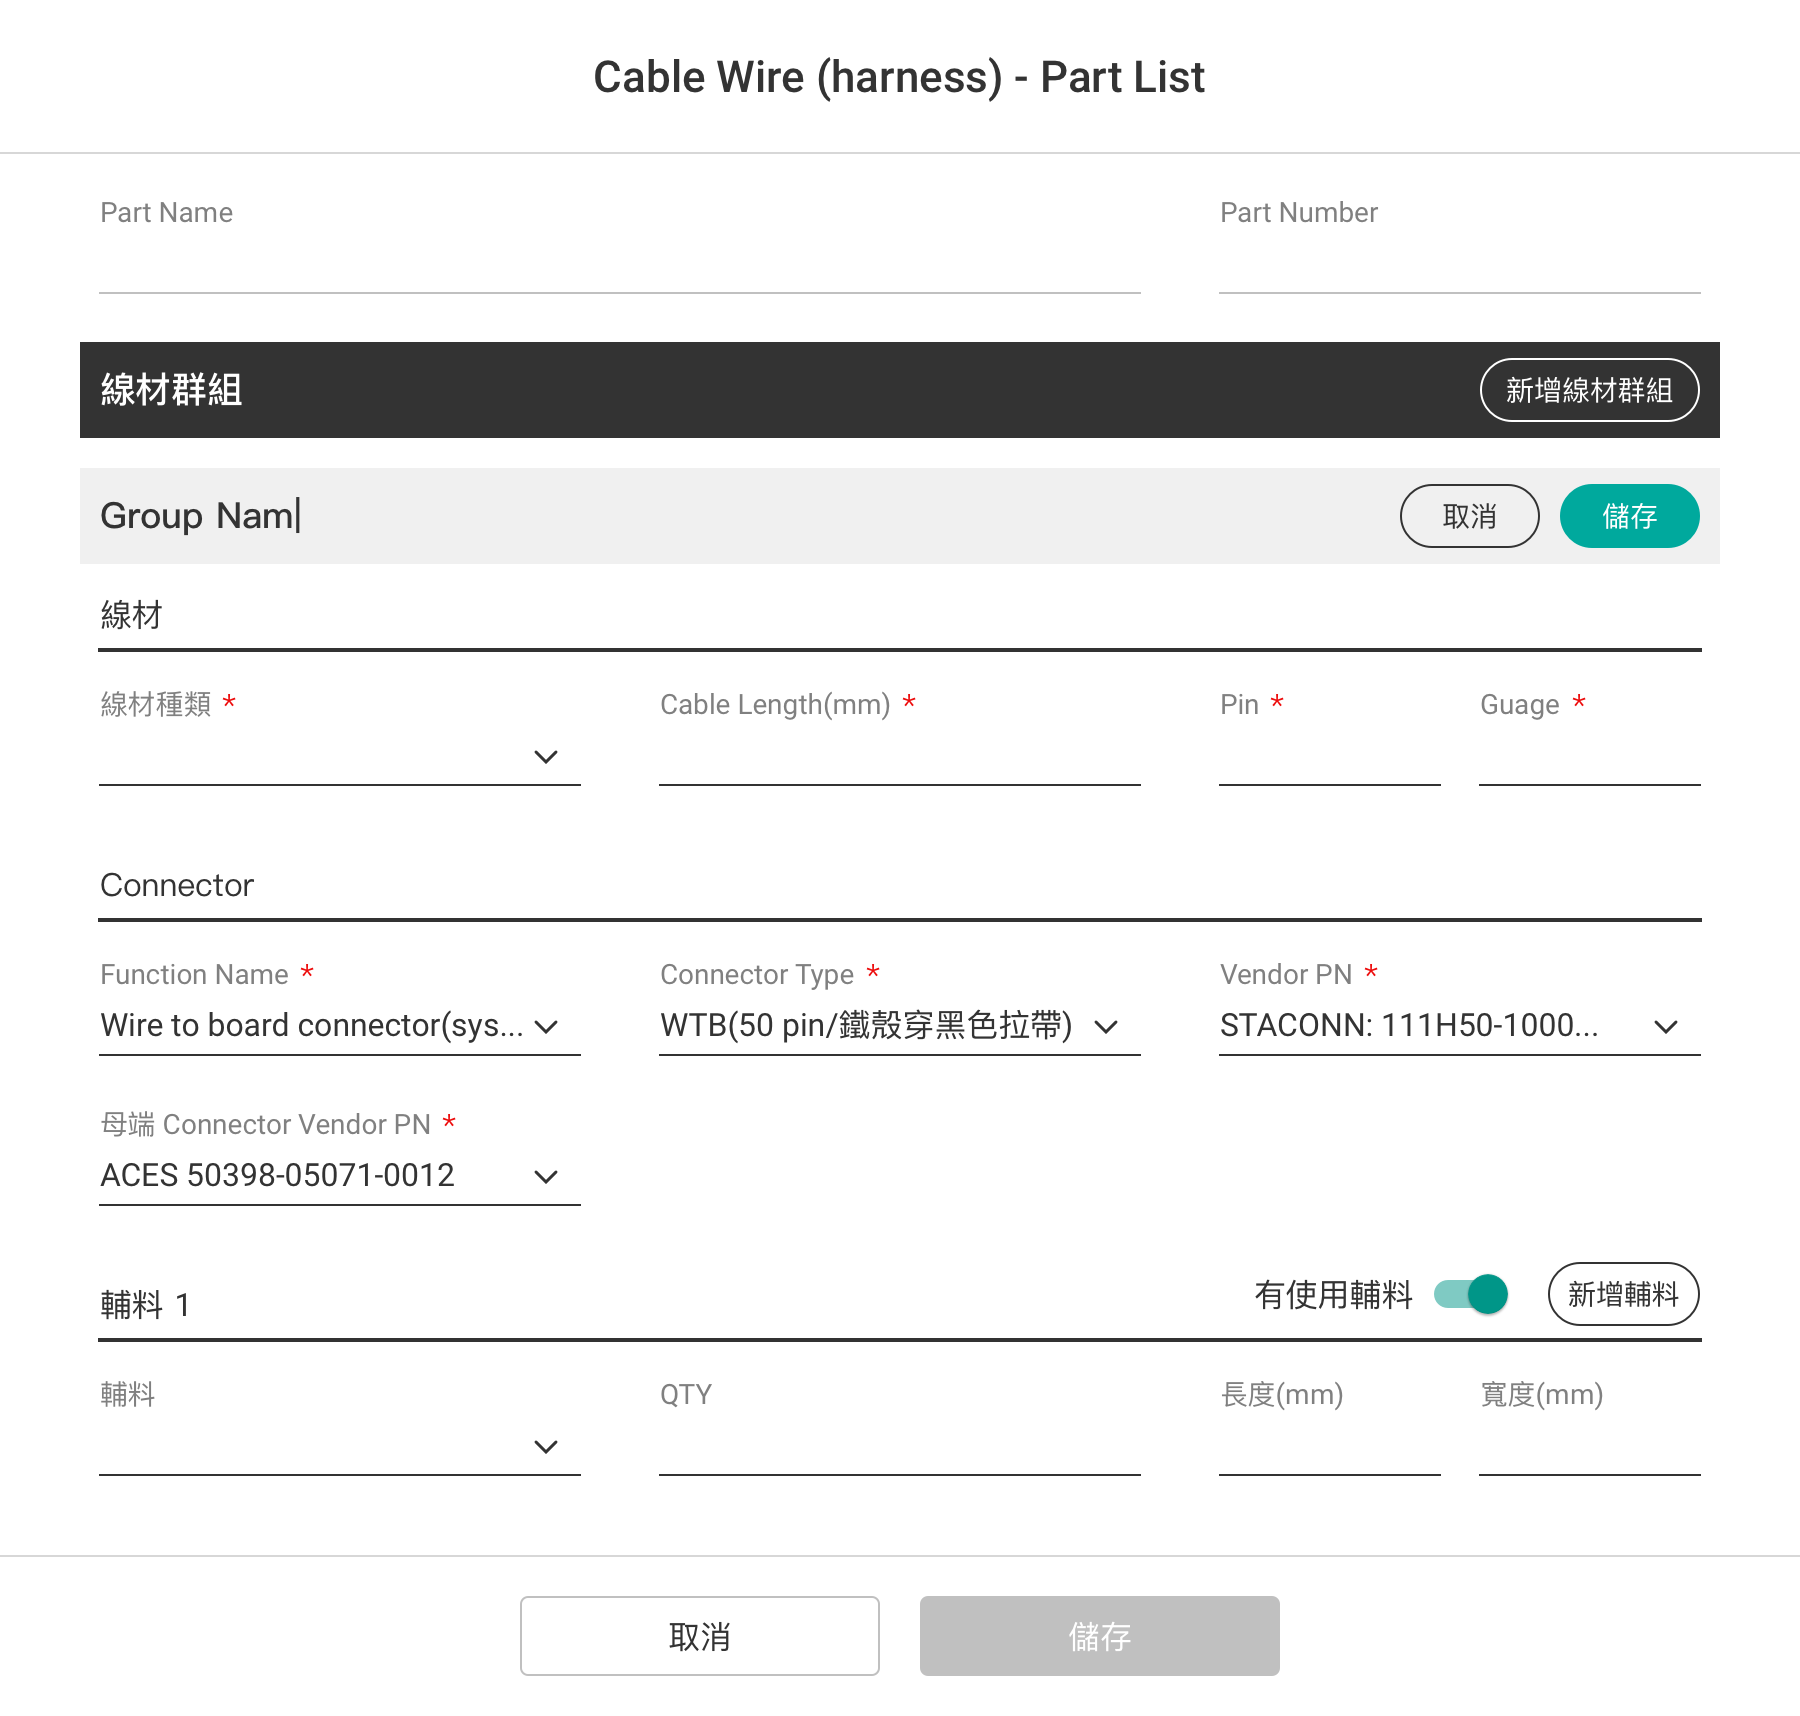 Cable Wire (harness) - Part List
Part Name
Part Number
線材群組
新增線材群組
Group Nam
取消
儲存
線材
線材種類 *
Cable Length(mm) *
Pin *
Guage *
Connector
Function Name *
Connector Type *
Vendor PN *
Wire to board connector(sys...
WTB(50 pin/鐵殼穿黑色拉帶)
STACONN: 111H50-1000...
母端 Connector Vendor PN *
ACES 50398-05071-0012
輔料 1
有使用輔料
新增輔料
輔料
QTY
長度(mm)
寬度(mm)
取消
儲存